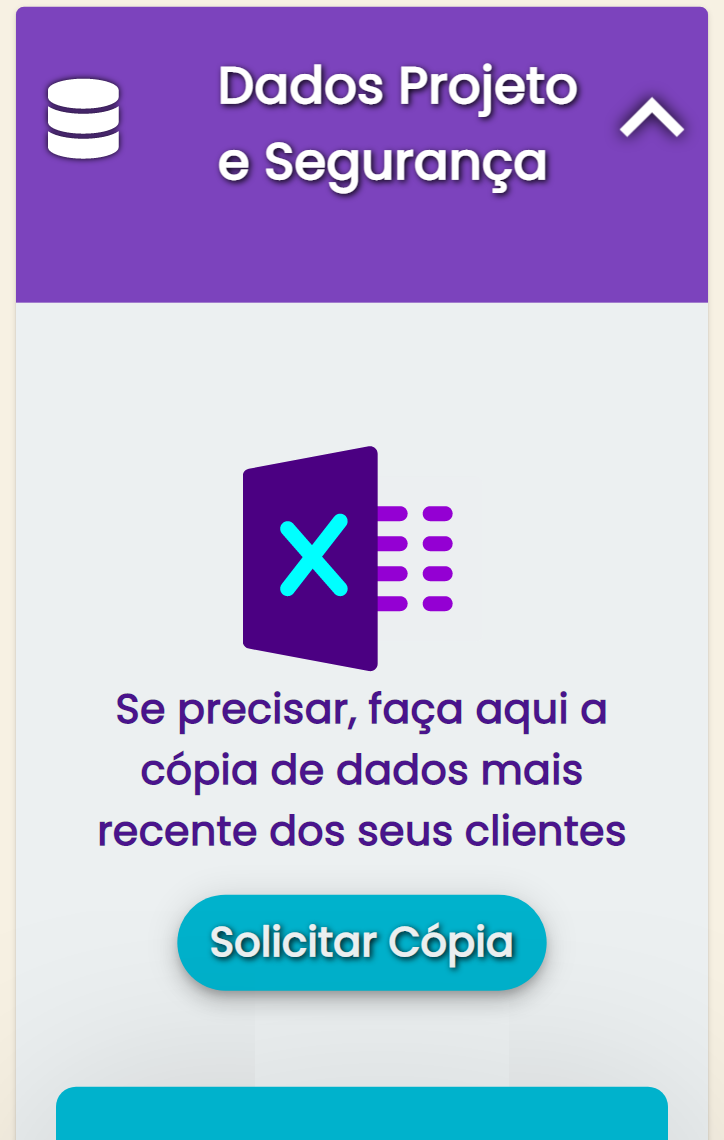 Dados Projeto
e Segurança
X
Se precisar, faça aqui a
cópia de dados mais
recente dos seus clientes
Solicitar Cópia